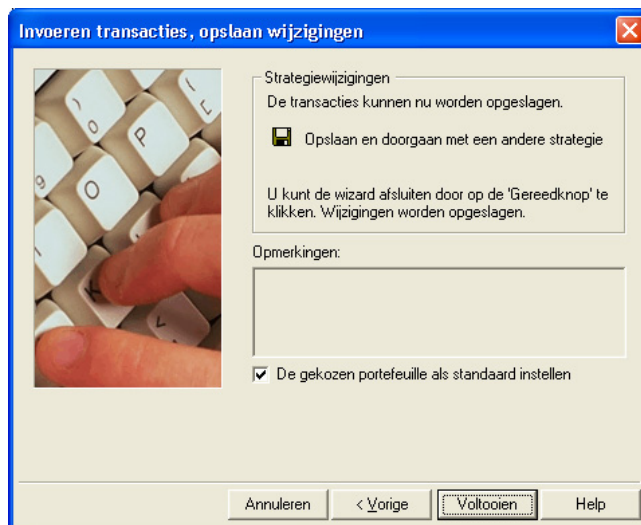 Invoeren transacties, opslaan wijzigingen
Strategiewijzigingen
De transacties kunnen nu worden opgeslagen.
Opslaan en doorgaan met een andere strategie
U kunt de wizard afsluiten door op de 'Gereedknop' te
klikken. Wijzigingen worden opgeslagen.
Opmerkingen:
De gekozen portefeuille als standaard instellen
Annuleren
< Vorige
Voltooien
Help
O
P
K